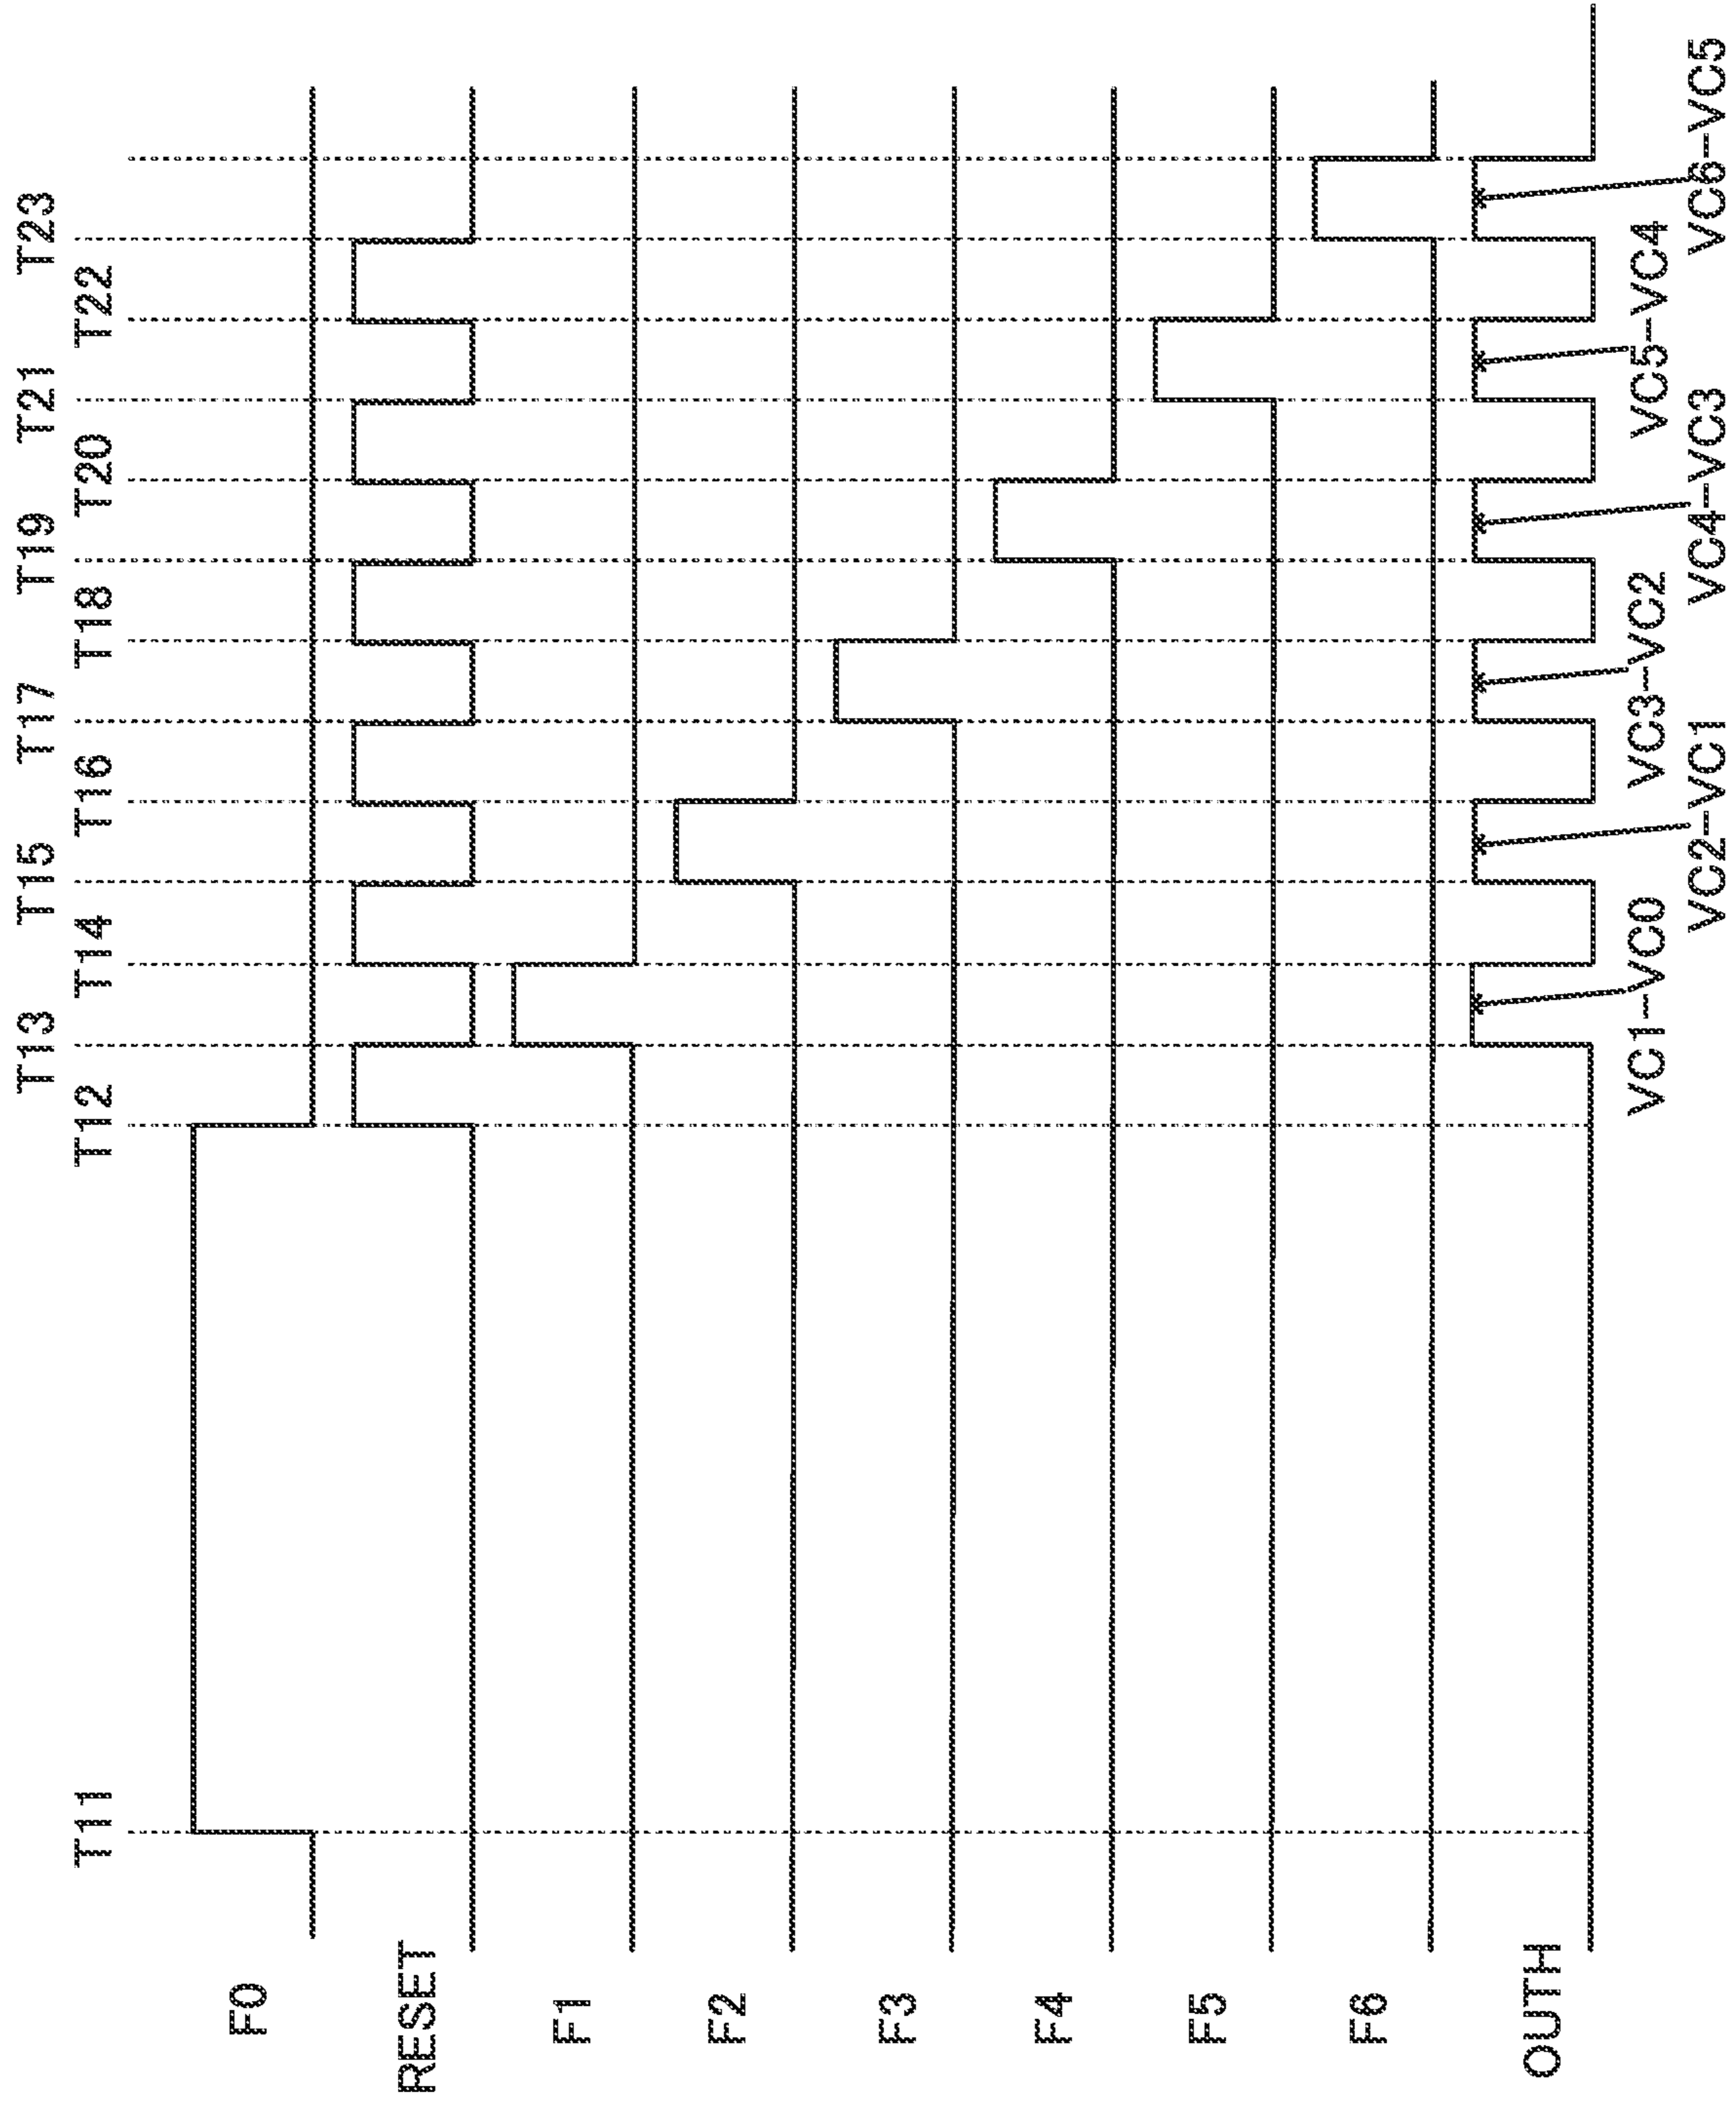 T11
T12
T13
T14
T15
T16
T17
T18
T19
T20
T21
T22
T23
F0
RESET
F1
F2
F3
F4
F5
F6
OUTH
VC1-VC0
VC2-VC1
VC3-VC2
VC4-VC3
VC5-VC4
VC6-VC5